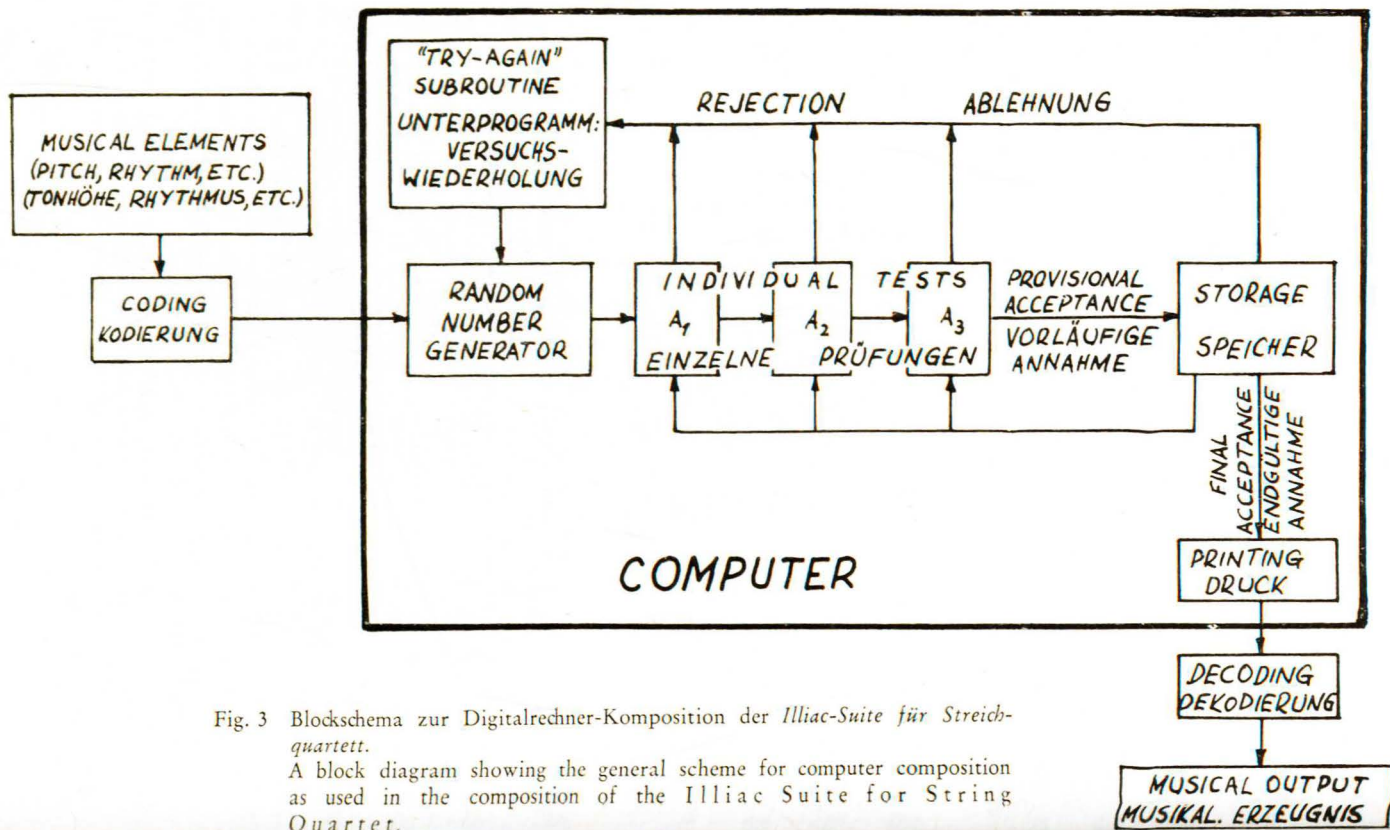 "TRY-AGAIN"
SUBROUTINE
UNTERPROGRAMM:
VERSUCHS-
WIEDERHOLUNG
REJECTION ABLEHNUNG
MUSICAL ELEMENTS
(PITCH, RHYTHM, ETC.)
(TONHÖHE, RHYTHMUS, ETC.)
CODING
KODIERUNG
RANDOM
NUMBER
GENERATOR
INDIVIDUAL TESTS
A1 A2 A3
EINZELNE PRÜFUNGEN
PROVISIONAL
ACCEPTANCE
VORLÄUFIGE
ANNAHME
STORAGE
SPEICHER
FINAL
ACCEPTANCE
ENDGÜLTIGE
ANNAHME
COMPUTER
PRINTING
DRUCK
DECODING
DEKODIERUNG
MUSICAL OUTPUT
MUSIKAL. ERZEUGNIS
Fig. 3 Blockschema zur Digitalrechner-Komposition der Illiac-Suite für Streich-
quartett.
A block diagram showing the general scheme for computer composition
as used in the composition of the Illiac Suite for String
Quartet.